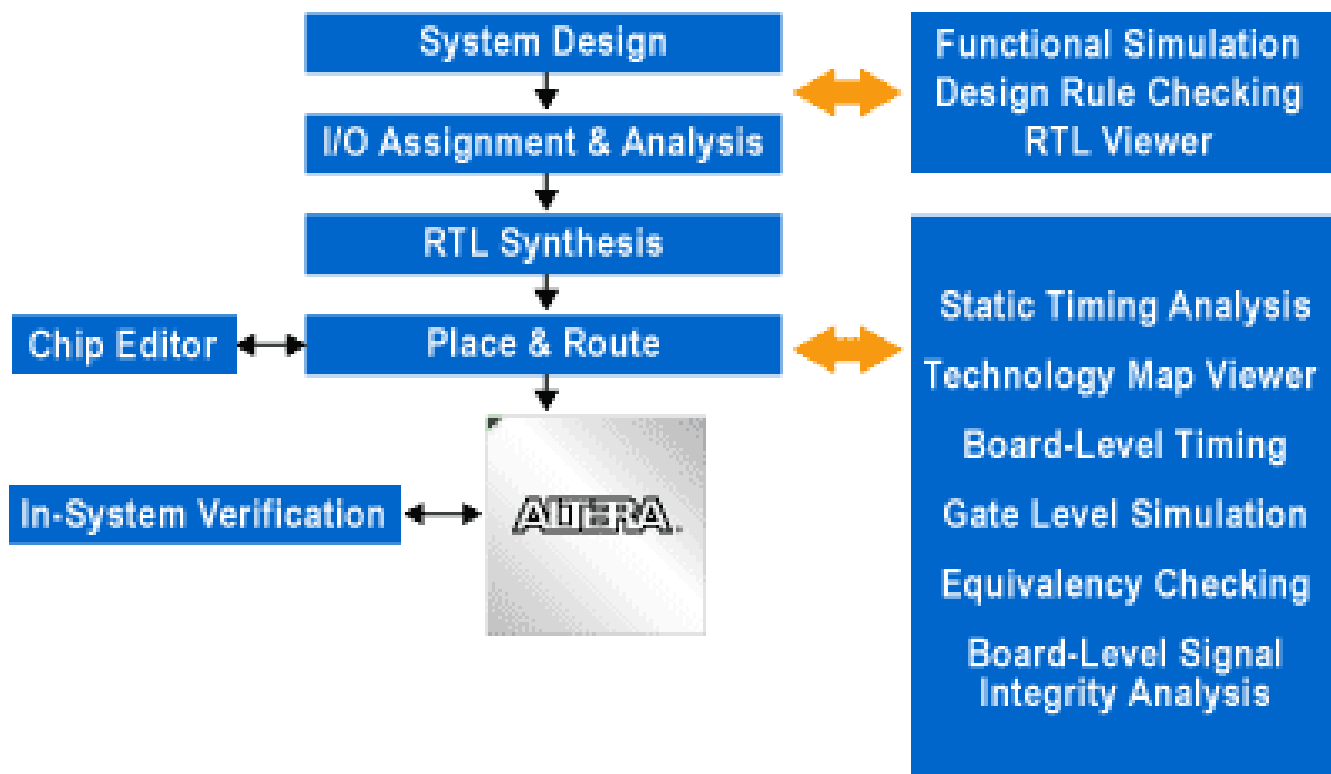 System Design
I/O Assignment & Analysis
RTL Synthesis
Place & Route
Chip Editor
In-System Verification
ALTERA.
Functional Simulation
Design Rule Checking
RTL Viewer
Static Timing Analysis
Technology Map Viewer
Board-Level Timing
Gate Level Simulation
Equivalency Checking
Board-Level Signal
Integrity Analysis